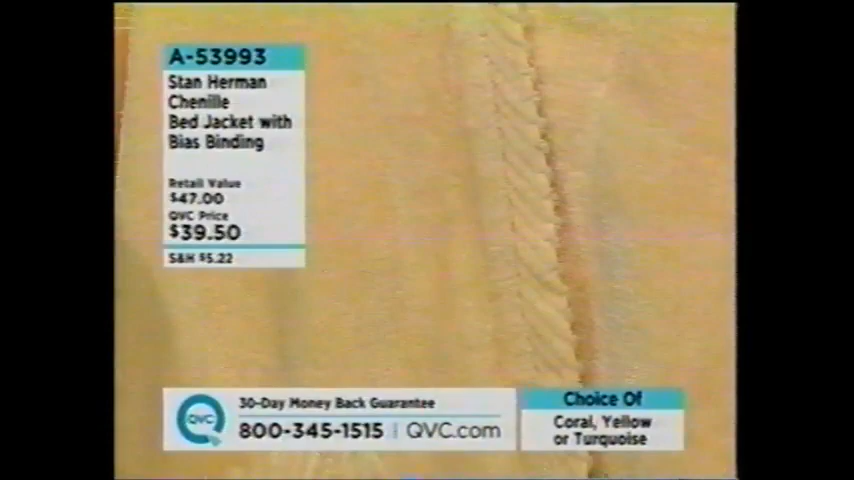 A-53993
Stan Herman
Chenille
Bed Jacket with
Bias Binding
Retail Value
$47.00
QVC Price
$39.50
S&H $5.22
QVC
30-Day Money Back Guarantee
800-345-1515 | QVC.com
Choice Of
Coral, Yellow
or Turquoise